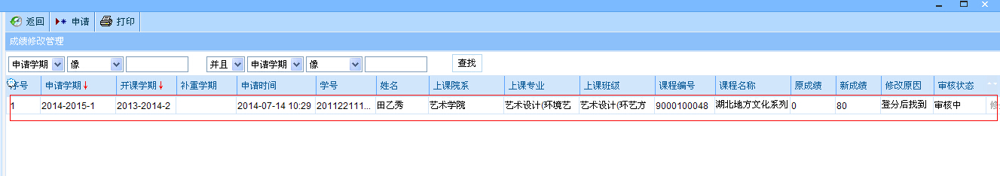 返回 申请 打印
成绩修改管理
申请学期 像 并且 申请学期 像 查找
序号 申请学期↓ 开课学期↓ 补重学期 申请时间 学号 姓名 上课院系 上课专业 上课班级 课程编号 课程名称 原成绩 新成绩 修改原因 审核状态
1 2014-2015-1 2013-2014-2 2014-07-14 10:29 201122111... 田乙秀 艺术学院 艺术设计(环境艺 艺术设计(环艺方 9000100048 湖北地方文化系列 0 80 登分后找到 审核中